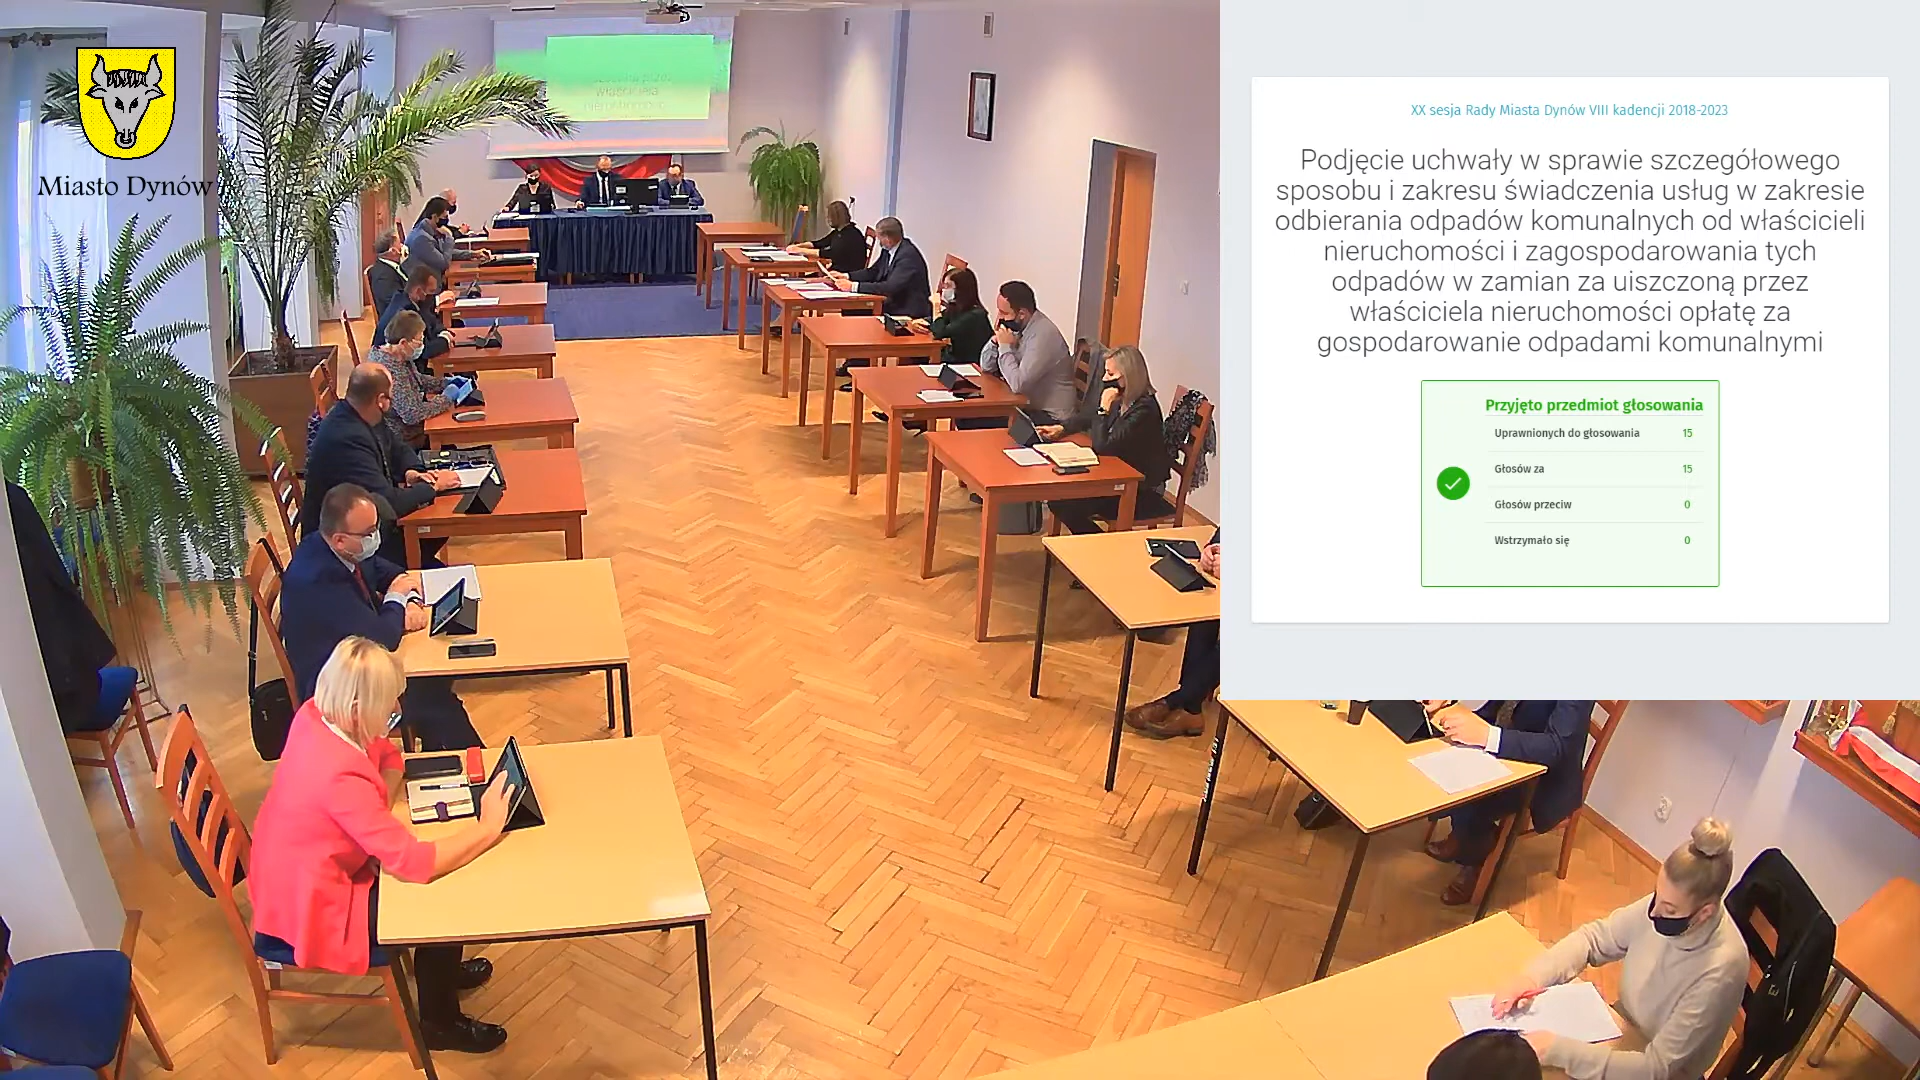 Miasto Dynów
XX sesja Rady Miasta Dynów VIII kadencji 2018-2023
Podjęcie uchwały w sprawie szczegółowego
sposobu i zakresu świadczenia usług w zakresie
odbierania odpadów komunalnych od właścicieli
nieruchomości i zagospodarowania tych
odpadów w zamian za uiszczoną przez
właściciela nieruchomości opłatę za
gospodarowanie odpadami komunalnymi
Przyjęto przedmiot głosowania
Uprawnionych do głosowania 15
Głosów za 15
Głosów przeciw 0
Wstrzymało się 0